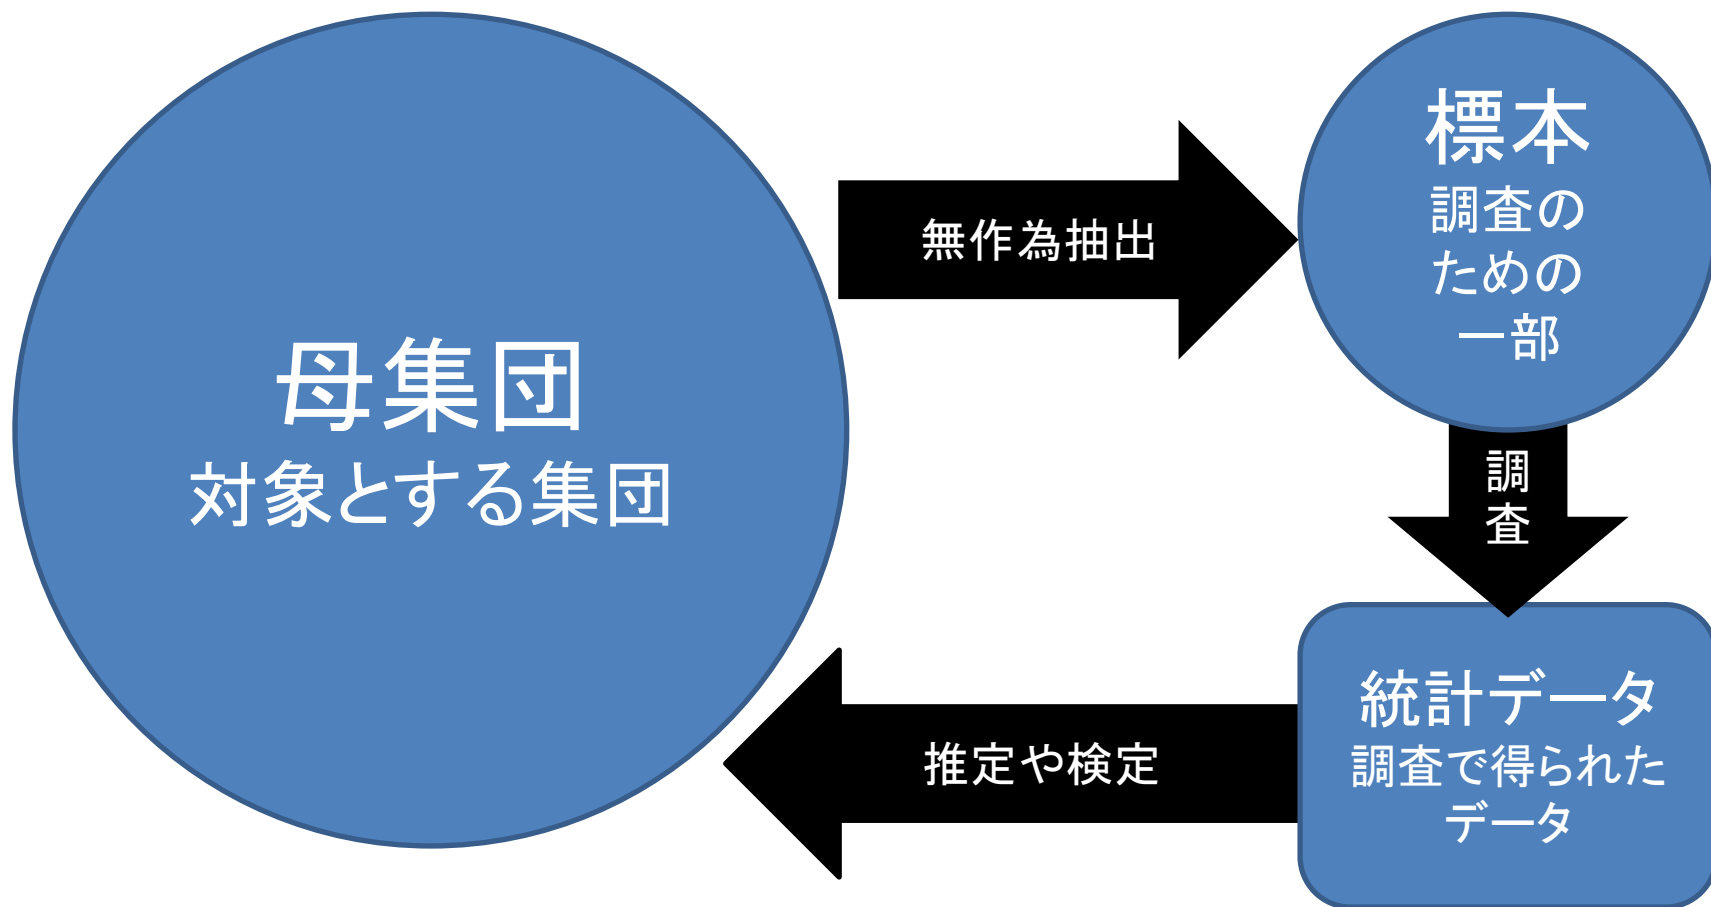 母集団
対象とする集団
無作為抽出
標本
調査の
ための
一部
調
査
統計データ
調査で得られた
データ
推定や検定